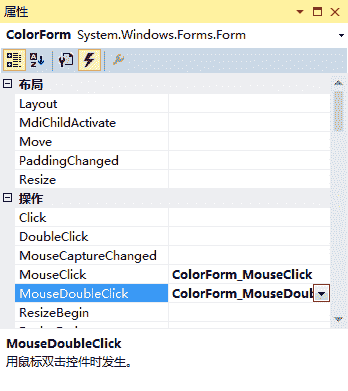 属性
ColorForm System.Windows.Forms.Form
布局
Layout
MdiChildActivate
Move
PaddingChanged
Resize
操作
Click
DoubleClick
MouseCaptureChanged
MouseClick ColorForm_MouseClick
MouseDoubleClick ColorForm_MouseDoub
ResizeBegin
MouseDoubleClick
用鼠标双击控件时发生。